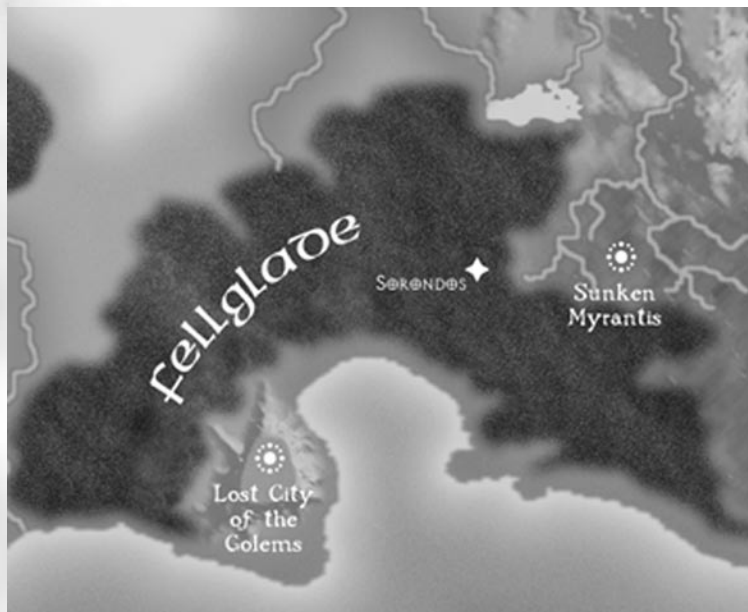 Fellglade
Sorondos
Sunken
Myrantis
Lost City
of the
Golems